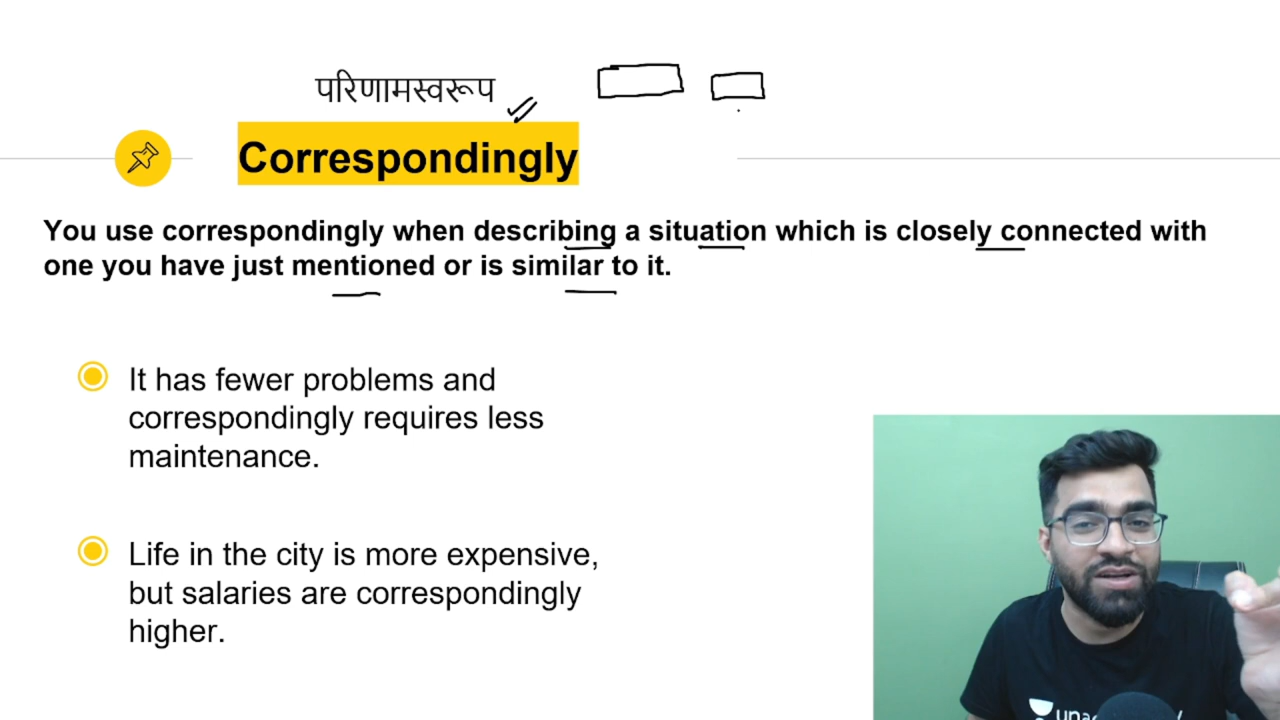 परिणामस्वरूप
Correspondingly
You use correspondingly when describing a situation which is closely connected with
one you have just mentioned or is similar to it.
It has fewer problems and
correspondingly requires less
maintenance.
Life in the city is more expensive,
but salaries are correspondingly
higher.